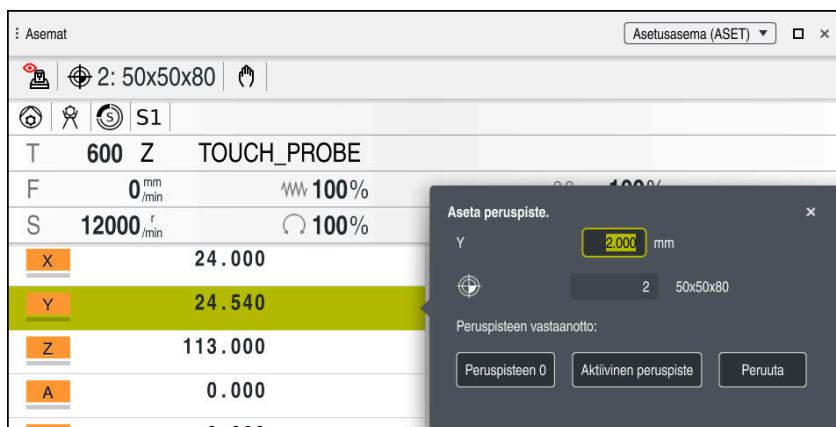 Asemat Asetusasema (ASET)
2: 50x50x80
S S1
T 600 Z TOUCH_PROBE
F 0 mm/min 100% 100%
S 12000 r/min 100%
X 24.000
Y 24.540
Z 113.000
A 0.000
Aseta peruspiste.
Y 2.000 mm
2 50x50x80
Peruspisteen vastaanotto:
Peruspisteen 0 Aktiivinen peruspiste Peruuta